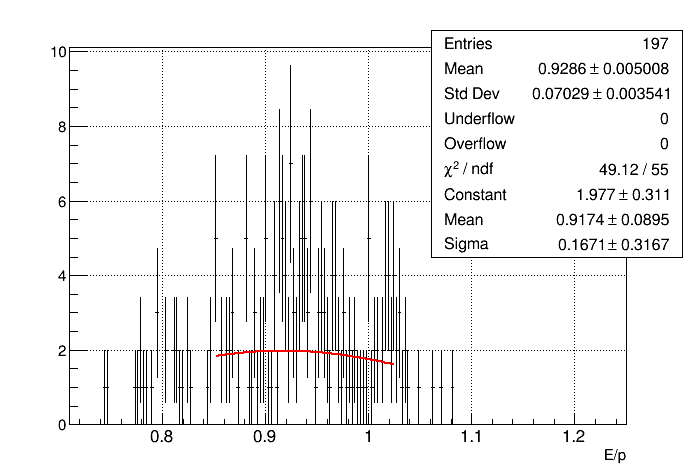 Entries 197
Mean 0.9286 ± 0.005008
Std Dev 0.07029 ± 0.003541
Underflow 0
Overflow 0
χ² / ndf 49.12 / 55
Constant 1.977 ± 0.311
Mean 0.9174 ± 0.0895
Sigma 0.1671 ± 0.3167
10
8
6
4
2
0
0.8 0.9 1 1.1 1.2
E/p